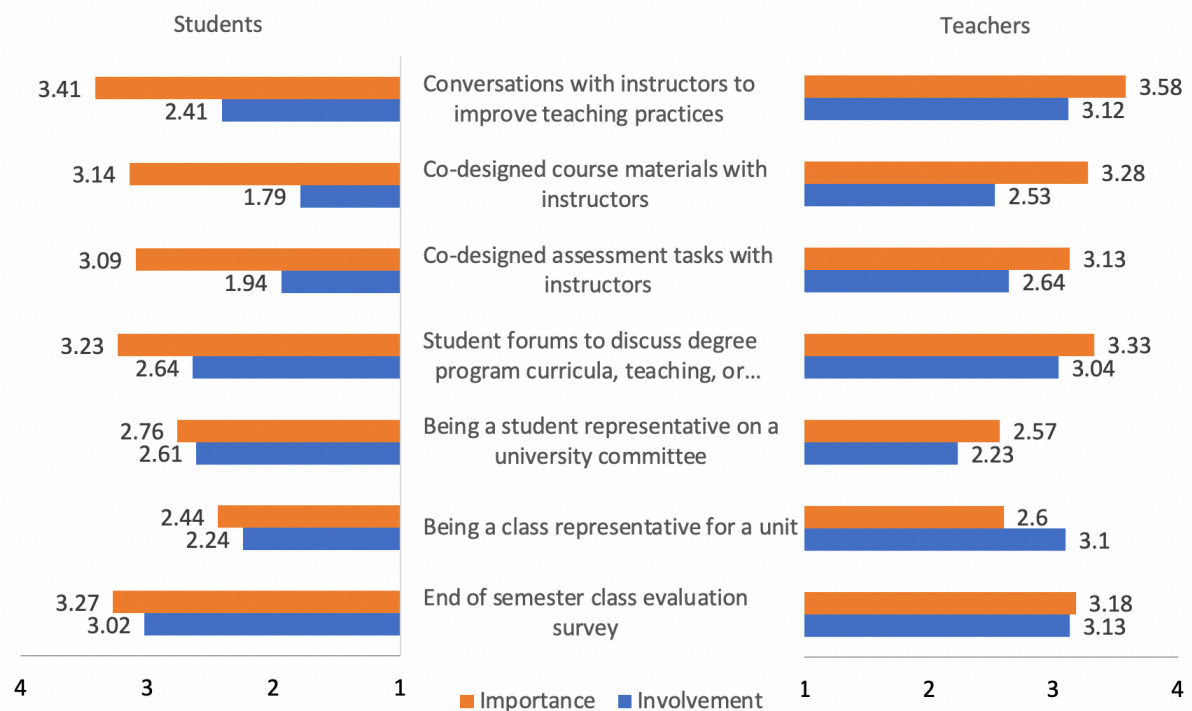 Students
Teachers
3.41
2.41
Conversations with instructors to
improve teaching practices
3.58
3.12
3.14
1.79
Co-designed course materials with
instructors
3.28
2.53
3.09
1.94
Co-designed assessment tasks with
instructors
3.13
2.64
3.23
2.64
Student forums to discuss degree
program curricula, teaching, or...
3.33
3.04
2.76
2.61
Being a student representative on a
university committee
2.57
2.23
2.44
2.24
Being a class representative for a unit
2.6
3.1
3.27
3.02
End of semester class evaluation
survey
3.18
3.13
4 3 2 1
1 2 3 4
Importance Involvement